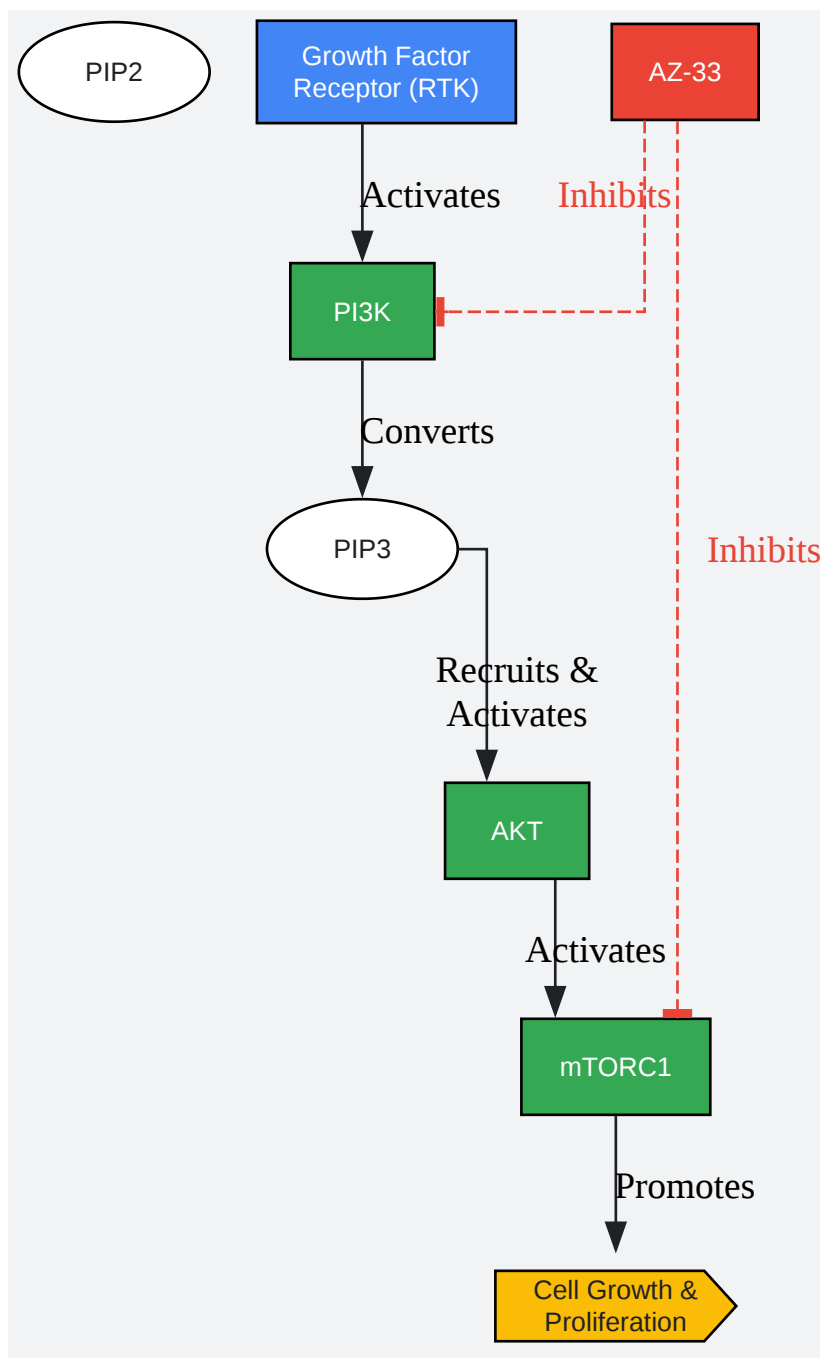 PIP2
Growth Factor
Receptor (RTK)
AZ-33
Activates
Inhibits
PI3K
Converts
PIP3
Inhibits
Recruits &
Activates
AKT
Activates
mTORC1
Promotes
Cell Growth &
Proliferation